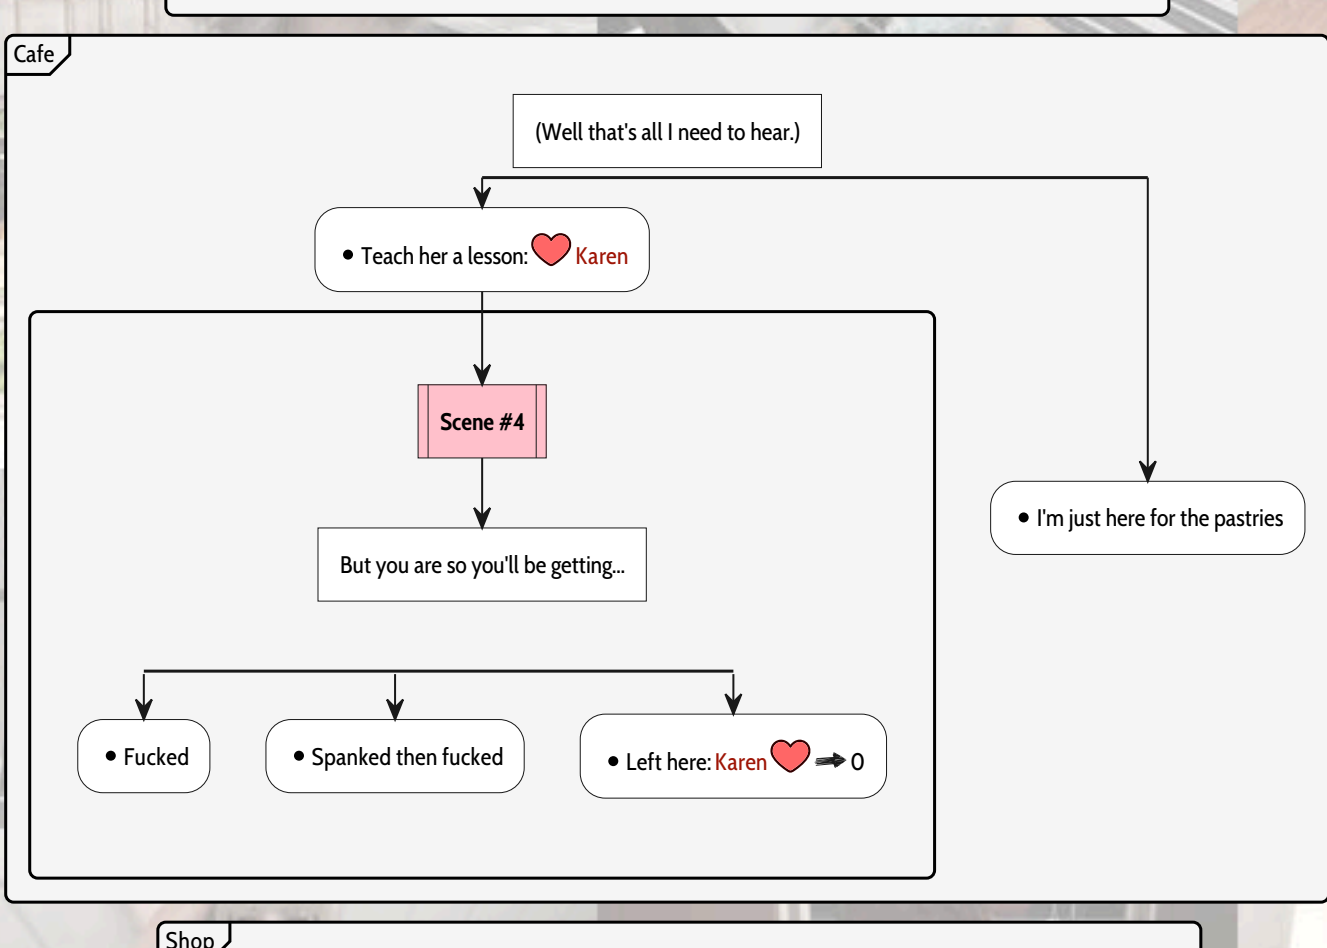 Cafe
(Well that's all I need to hear.)
• Teach her a lesson: Karen
Scene #4
• I'm just here for the pastries
But you are so you'll be getting...
• Fucked
• Spanked then fucked
• Left here: Karen ➡ 0
Shop